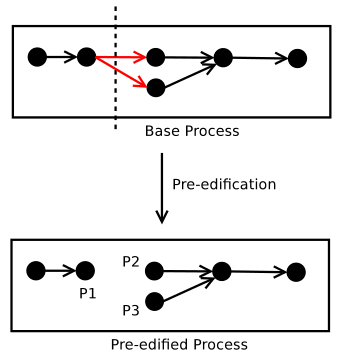 Base Process
Pre-edification
P2
P1
P3
Pre-edified Process